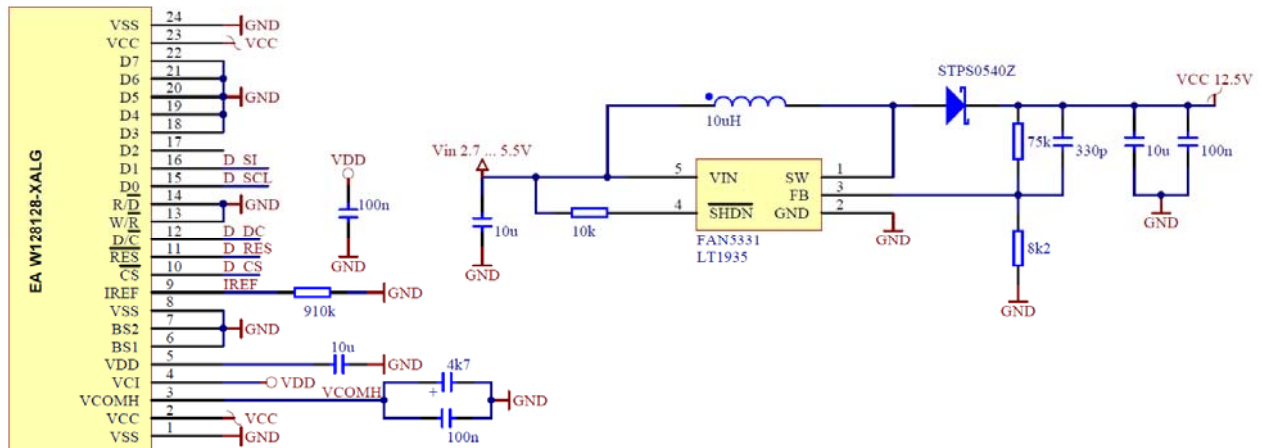 EA W128128-XALG
VSS 24 GND
VCC 23 VCC
D7 22
D6 21
D5 20 GND
D4 19
D3 18
D2 17
D1 16 D_SI
D0 15 D_SCL
R/D 14 GND
W/R 13
D/C 12 D_DC
RES 11 D_RES
CS 10 D_CS
IREF 9 IREF 910k GND
VSS 8
BS2 7 GND
BS1 6
VDD 5 10u GND
VCI 4 VDD
VCOMH 3 VCOMH 4k7 + 100n GND
VCC 2 VCC
VSS 1 GND
VDD
100n
GND
Vin 2.7 ... 5.5V
10u
GND
10k
10uH
5 VIN SW 1
FB 3
4 SHDN GND 2
GND
FAN5331
LT1935
STPS0540Z
VCC 12.5V
75k 330p 10u 100n
GND
8k2
GND